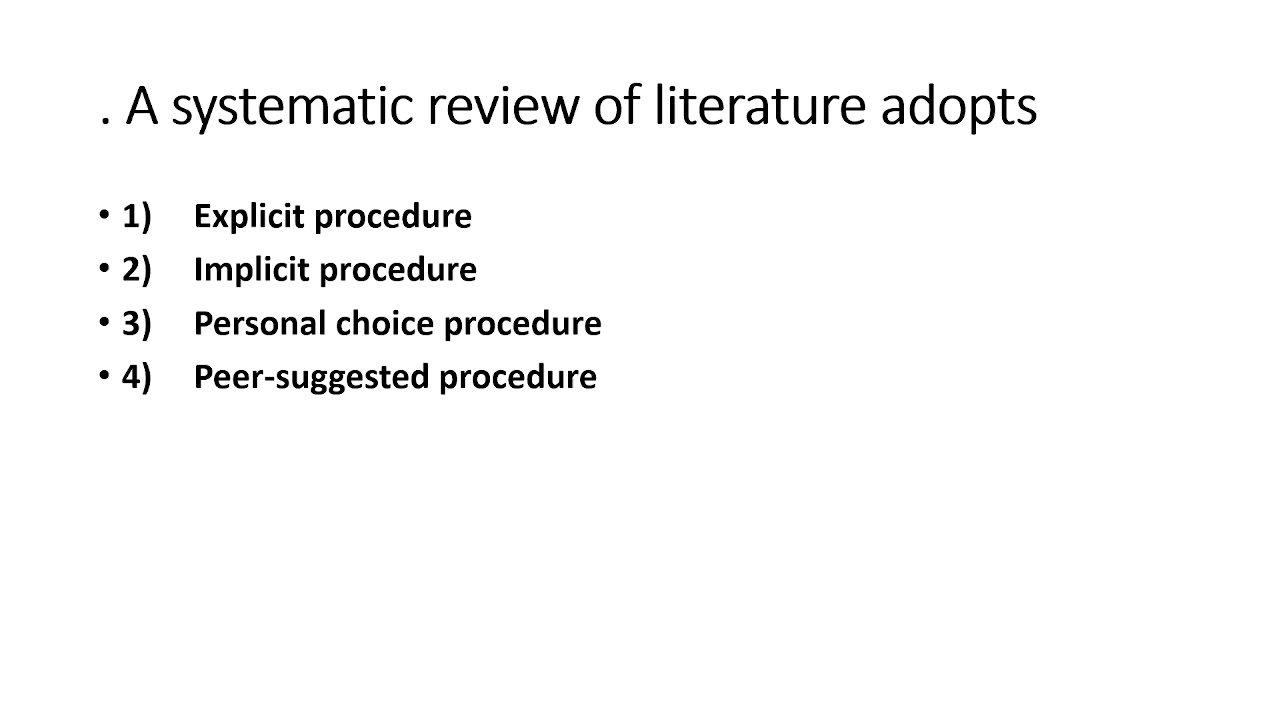 . A systematic review of literature adopts
• 1) Explicit procedure
• 2) Implicit procedure
• 3) Personal choice procedure
• 4) Peer-suggested procedure